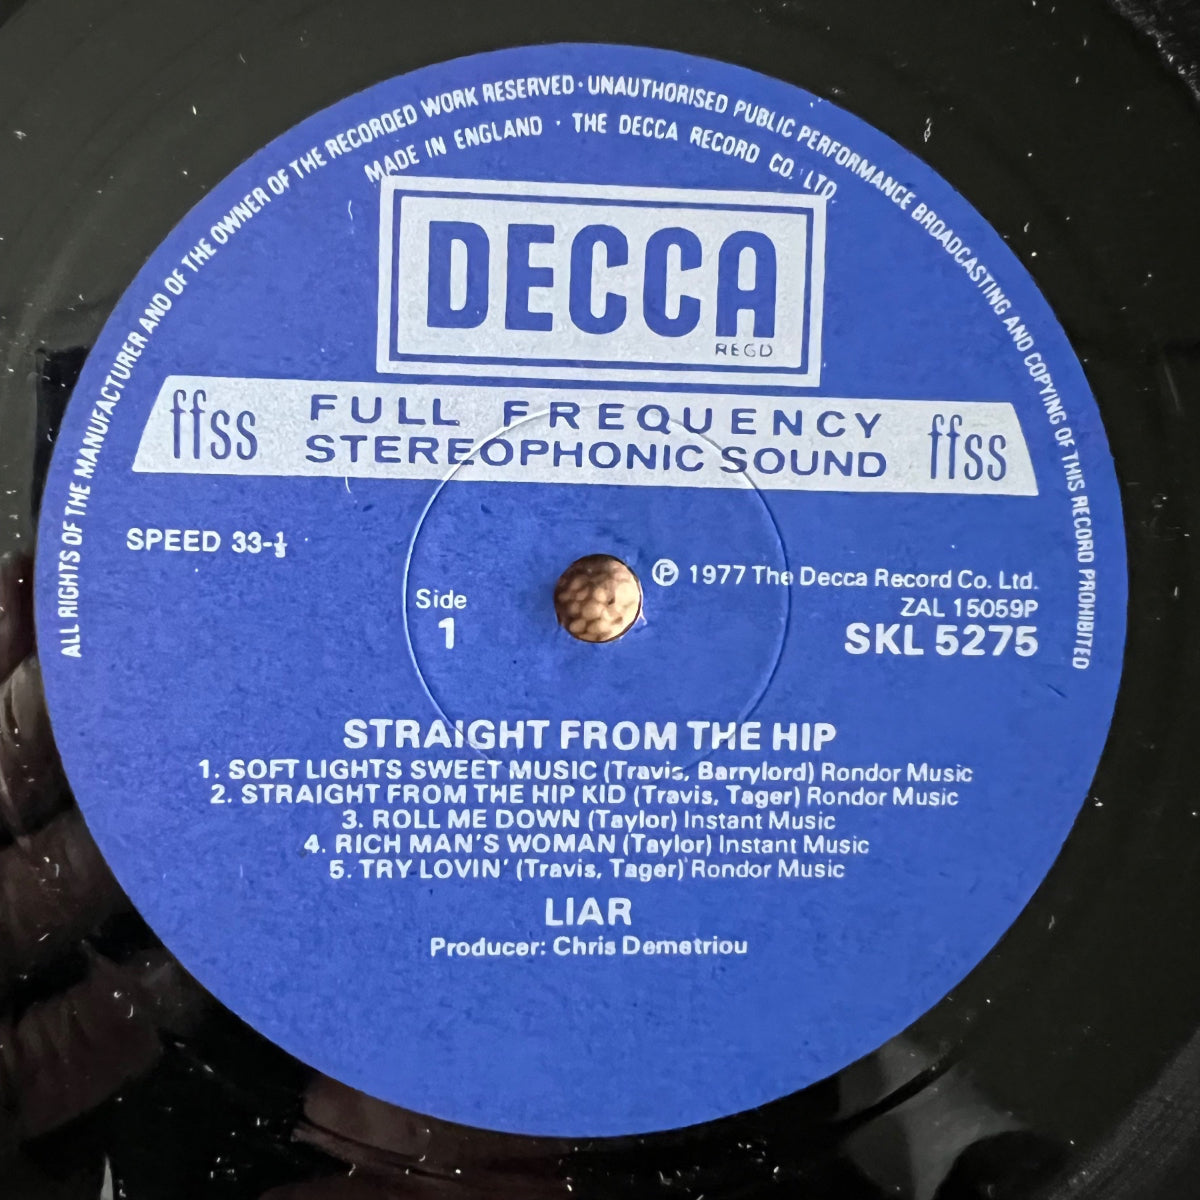 ALL RIGHTS OF THE MANUFACTURER AND OF THE OWNER OF THE RECORDED WORK RESERVED · UNAUTHORISED PUBLIC PERFORMANCE BROADCASTING AND COPYING OF THIS RECORD PROHIBITED
MADE IN ENGLAND · THE DECCA RECORD CO. LTD.
DECCA
REGD
ffss FULL FREQUENCY ffss
STEREOPHONIC SOUND
SPEED 33-⅓
Side
1
℗ 1977 The Decca Record Co. Ltd.
ZAL 15059P
SKL 5275
STRAIGHT FROM THE HIP
1. SOFT LIGHTS SWEET MUSIC (Travis, Barrylord) Rondor Music
2. STRAIGHT FROM THE HIP KID (Travis, Tager) Rondor Music
3. ROLL ME DOWN (Taylor) Instant Music
4. RICH MAN'S WOMAN (Taylor) Instant Music
5. TRY LOVIN' (Travis, Tager) Rondor Music
LIAR
Producer: Chris Demetriou